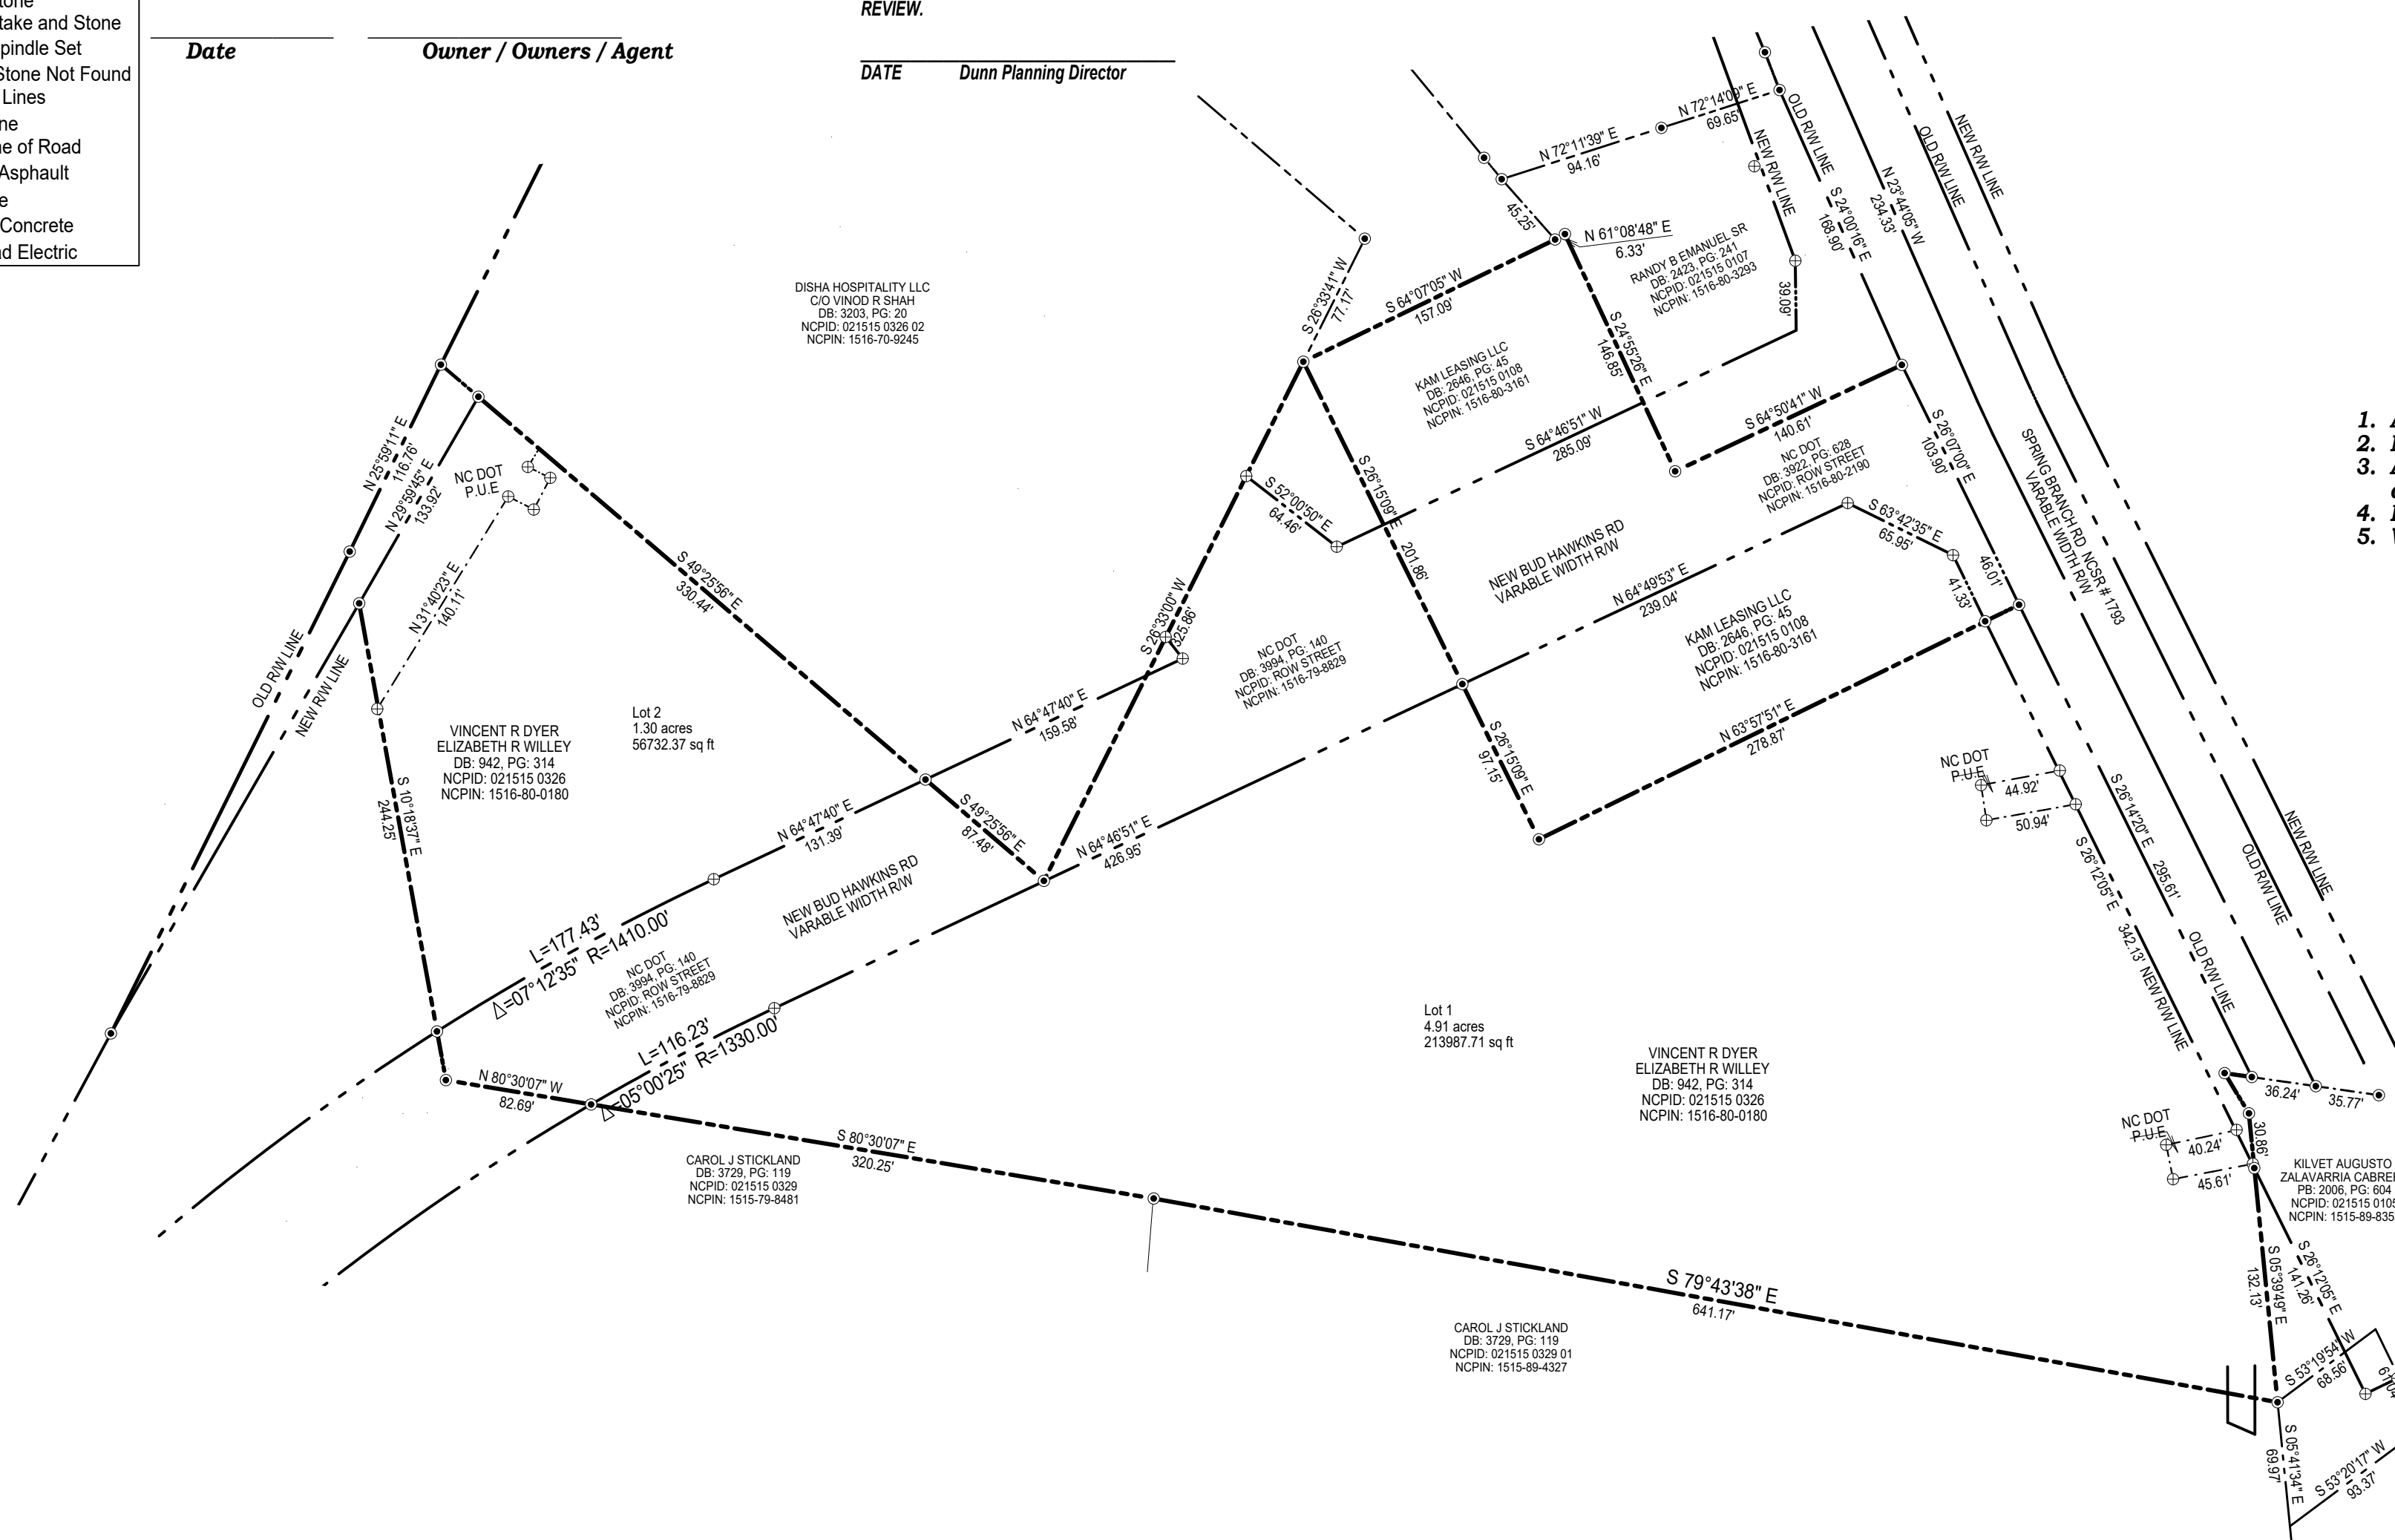 take and Stone
pindle Set
Stone Not Found
Lines
ne
ne of Road
Asphault
e
Concrete
d Electric
Date
Owner / Owners / Agent
REVIEW.
DATE
Dunn Planning Director
DISHA HOSPITALITY LLC
C/O VINOD R SHAH
DB: 3203, PG: 20
NCPID: 021515 0326 02
NCPIN: 1516-70-9245
N 72°11'39" E
94.16'
N 72°14'09" E
69.65'
45.25'
N 61°08'48" E
6.33'
RANDY B EMANUEL SR
DB: 2423, PG: 241
NCPID: 021515 0107
NCPIN: 1516-80-3293
39.09'
NEW R/W LINE
OLD R/W LINE
S 24°00'16" E
168.90'
N 23°44'05" W
234.33'
OLD R/W LINE
NEW R/W LINE
S 26°33'41" W
77.17'
S 64°07'05" W
157.09'
S 24°55'26" E
146.85'
KAM LEASING LLC
DB: 2646, PG: 45
NCPID: 021515 0108
NCPIN: 1516-80-3161
S 64°46'51" W
285.09'
S 64°50'41" W
140.61'
NC DOT
DB: 3922, PG: 628
NCPID: ROW STREET
NCPIN: 1516-80-2190
S 26°07'00" E
103.90'
SPRING BRANCH RD NCSR# 1793
VARABLE WIDTH R/W
1.
2.
3.
4.
5.
N 25°59'11" E
116.76'
N 29°59'45" E
133.92'
NC DOT
P.U.E
N 31°40'23" E
140.11'
OLD R/W LINE
NEW R/W LINE
S 49°25'56" E
330.44'
S 52°00'50" E
64.46'
S 26°15'09" E
201.86'
NEW BUD HAWKINS RD
VARABLE WIDTH R/W
S 63°42'35" E
65.95'
46.01'
41.33'
N 64°49'53" E
239.04'
S 26°33'00" W
325.86'
NC DOT
DB: 3994, PG: 140
NCPID: ROW STREET
NCPIN: 1516-79-8829
KAM LEASING LLC
DB: 2646, PG: 45
NCPID: 021515 0108
NCPIN: 1516-80-3161
N 64°47'40" E
159.58'
Lot 2
1.30 acres
56732.37 sq ft
VINCENT R DYER
ELIZABETH R WILLEY
DB: 942, PG: 314
NCPID: 021515 0326
NCPIN: 1516-80-0180
S 10°18'37" E
244.25'
S 26°15'09" E
97.15'
N 63°57'51" E
278.87'
NC DOT
P.U.E
44.92'
50.94'
S 26°14'20" E 295.61'
OLD R/W LINE
S 26°12'05" E 342.13' NEW R/W LINE
OLD R/W LINE
NEW R/W LINE
N 64°47'40" E
131.39'
S 49°25'56" E
87.48'
N 64°46'51" E
426.95'
NEW BUD HAWKINS RD
VARABLE WIDTH R/W
L=177.43'
Δ=07°12'35" R=1410.00'
NC DOT
DB: 3994, PG: 140
NCPID: ROW STREET
NCPIN: 1516-79-8829
L=116.23'
Δ=05°00'25" R=1330.00'
Lot 1
4.91 acres
213987.71 sq ft
VINCENT R DYER
ELIZABETH R WILLEY
DB: 942, PG: 314
NCPID: 021515 0326
NCPIN: 1516-80-0180
N 80°30'07" W
82.69'
36.24'
35.77'
NC DOT
P.U.E
40.24'
45.61'
30.86'
S 80°30'07" E
320.25'
CAROL J STICKLAND
DB: 3729, PG: 119
NCPID: 021515 0329
NCPIN: 1515-79-8481
KILVET AUGUSTO
ZALAVARRIA CABRE
PB: 2006, PG: 604
NCPID: 021515 0105
NCPIN: 1515-89-835
S 79°43'38" E
641.17'
S 05°39'49" E
132.13'
S 26°12'05" E
141.26'
CAROL J STICKLAND
DB: 3729, PG: 119
NCPID: 021515 0329 01
NCPIN: 1515-89-4327
S 53°19'54" W
68.56'
S 05°41'34" E
69.97'
S 53°20'17" W
93.37'